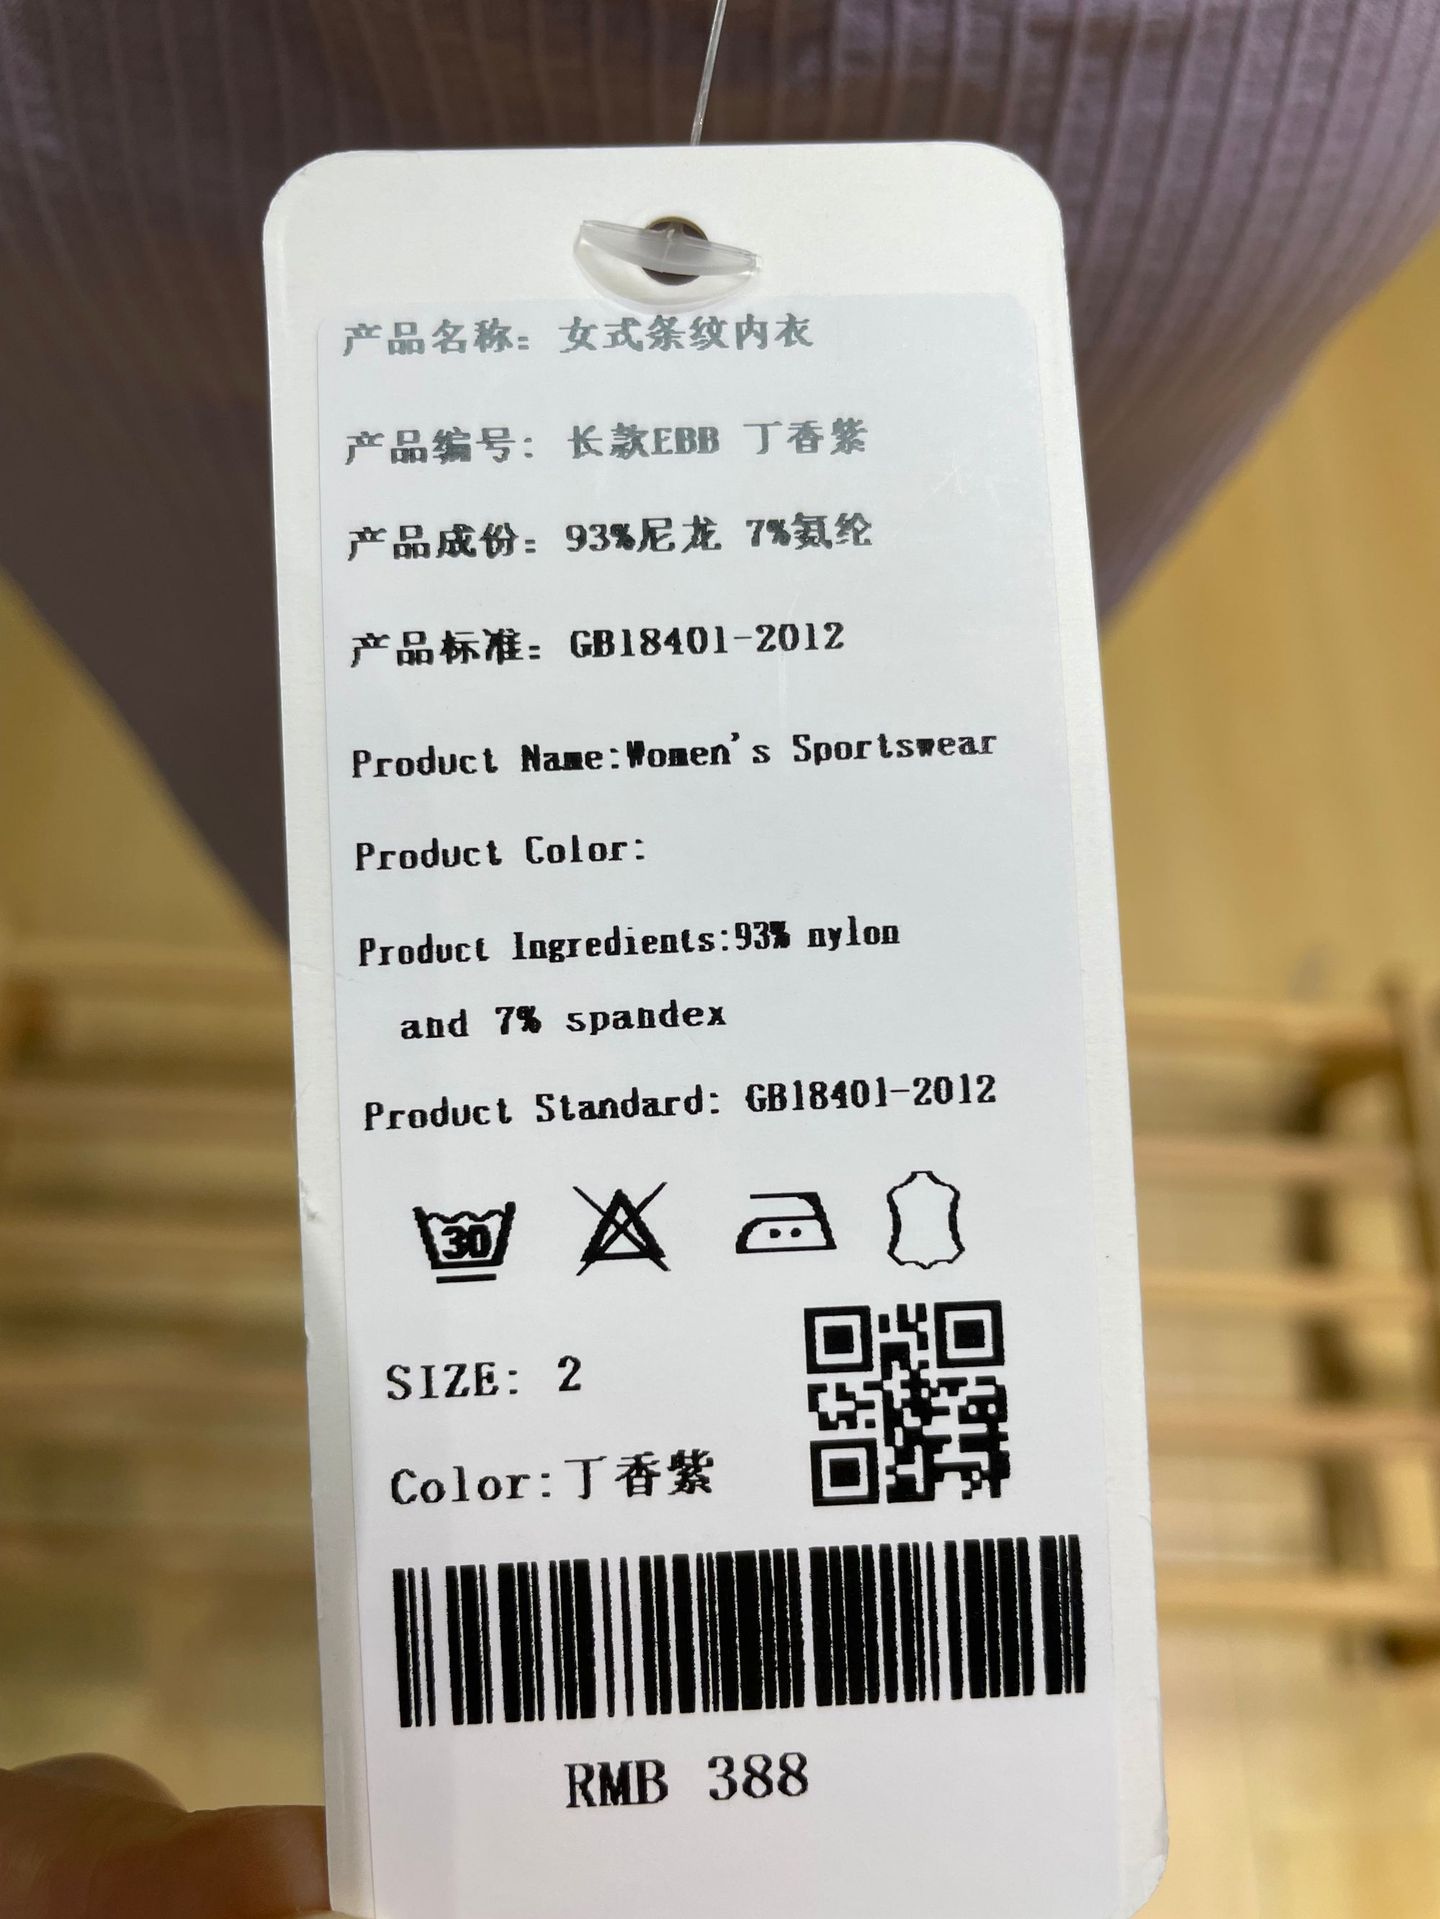 产品名称：女式条纹内衣
产品编号：长款EBB 丁香紫
产品成份：93%尼龙 7%氨纶
产品标准：GB18401-2012
Product Name:Women's Sportswear
Product Color:
Product Ingredients:93% nylon
and 7% spandex
Product Standard: GB18401-2012
30
SIZE: 2
Color:丁香紫
RMB 388